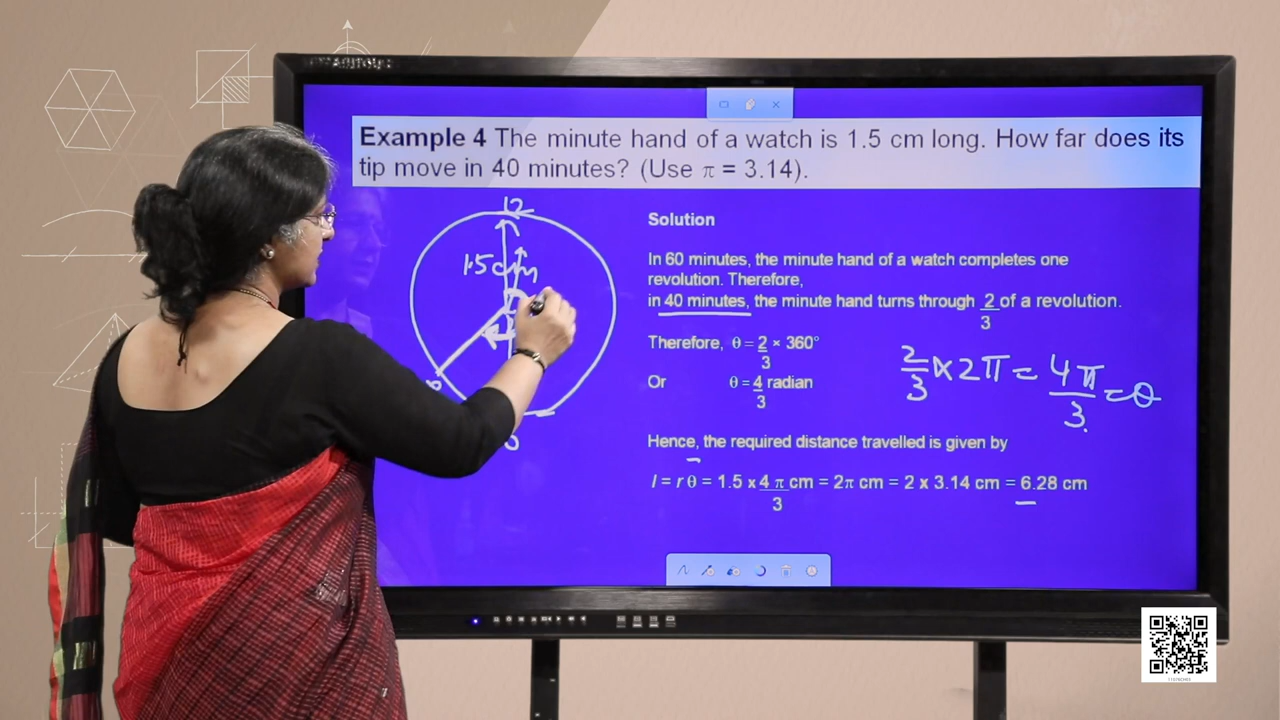 Example 4 The minute hand of a watch is 1.5 cm long. How far does its
tip move in 40 minutes? (Use π = 3.14).
12
1.5cm
Solution
In 60 minutes, the minute hand of a watch completes one
revolution. Therefore,
in 40 minutes, the minute hand turns through 2/3 of a revolution.
Therefore, θ = 2/3 × 360°
Or θ = 4/3 radian
2/3 × 2π = 4π/3 = θ
Hence, the required distance travelled is given by
l = r θ = 1.5 x 4 π/3 cm = 2π cm = 2 x 3.14 cm = 6.28 cm